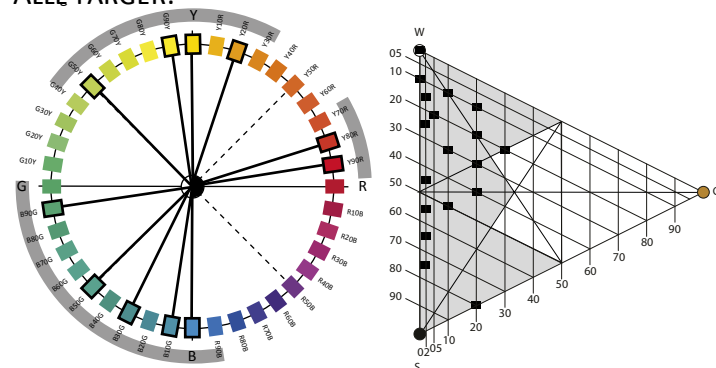 ALLE FARGER:
Y
Y10R
Y20R
Y30R
Y40R
Y50R
Y60R
Y70R
Y80R
Y90R
R
R10B
R20B
R30B
R40B
R50B
R60B
R70B
R80B
R90B
B
B10G
B20G
B30G
B40G
B50G
B60G
B70G
B80G
B90G
G
G10Y
G20Y
G30Y
G40Y
G50Y
G60Y
G70Y
G80Y
G90Y
W
05
10
20
30
40
50
60
70
80
90
S
02
05
10
20
30
40
50
60
70
80
90